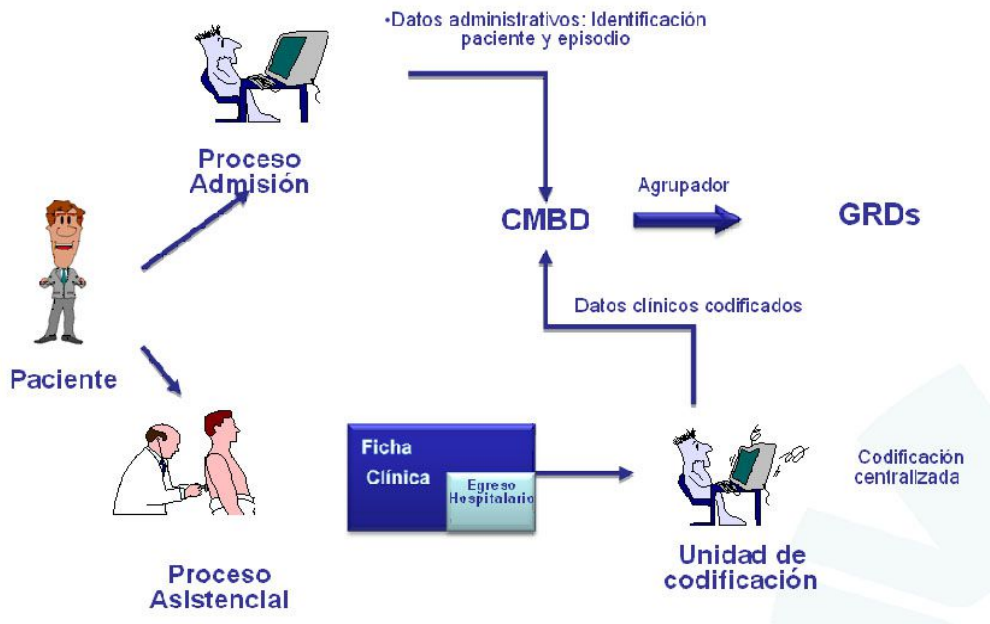 •Datos administrativos: Identificación
paciente y episodio
Proceso
Admisión
Agrupador
CMBD
GRDs
Datos clínicos codificados
Paciente
Ficha
Clínica
Egreso
Hospitalario
Codificación
centralizada
Unidad de
codificación
Proceso
Asistencial